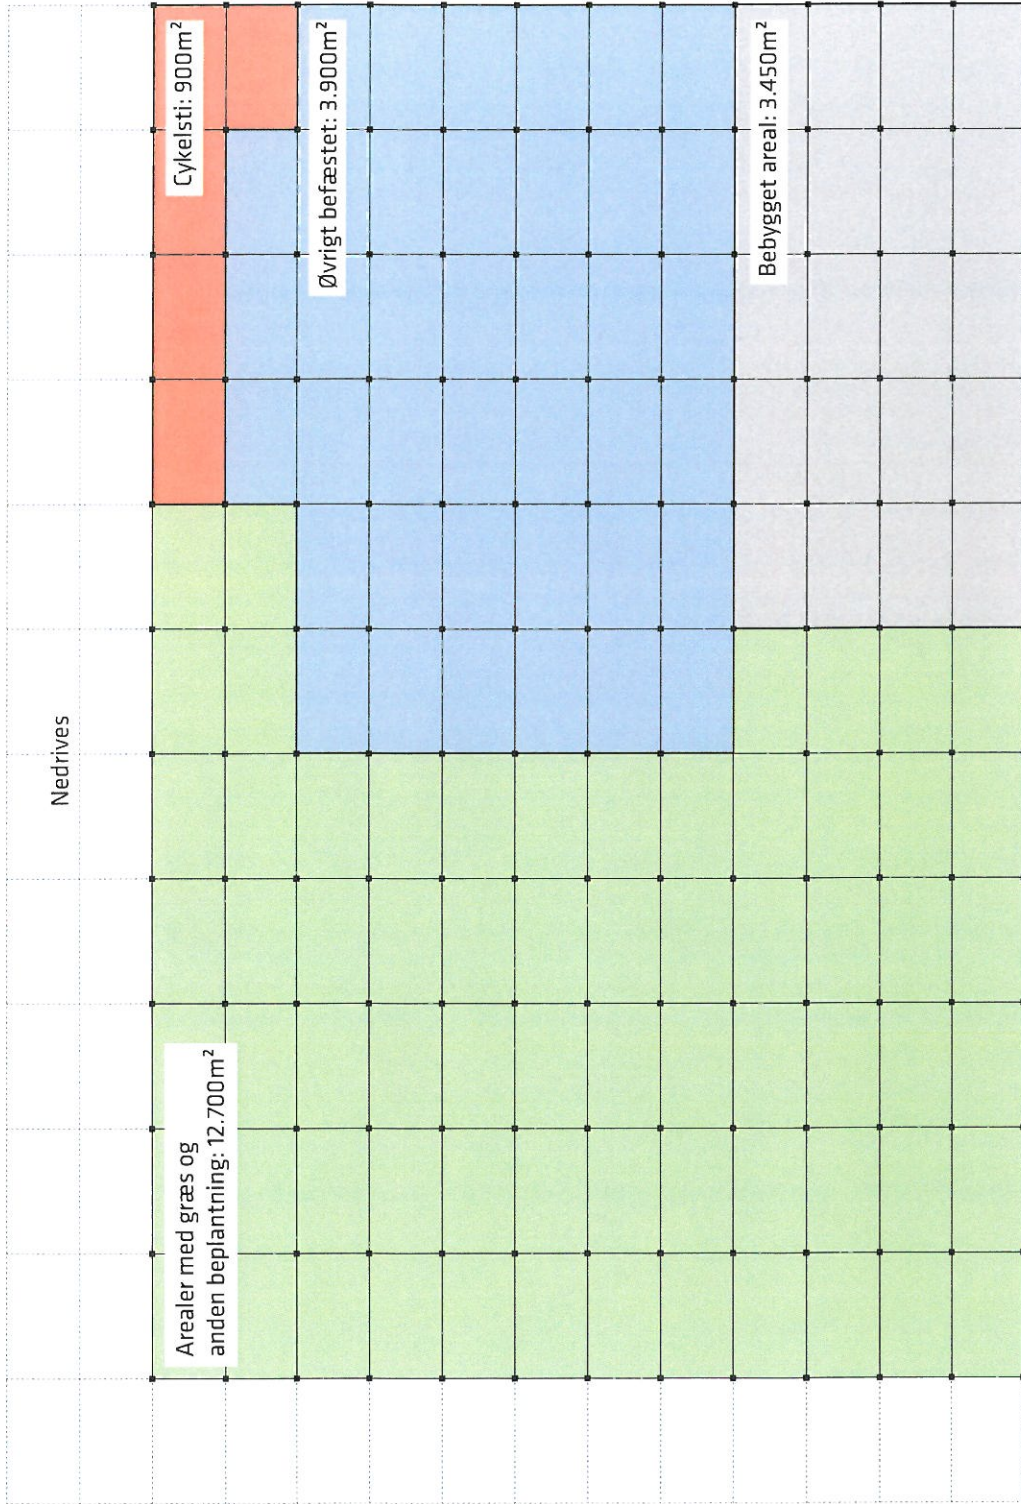 Nedrives
Arealer med græs og
anden beplantning: 12.700m²
Cykelsti: 900m²
Øvrigt befæstet: 3.900m²
Bebygget areal: 3.450m²